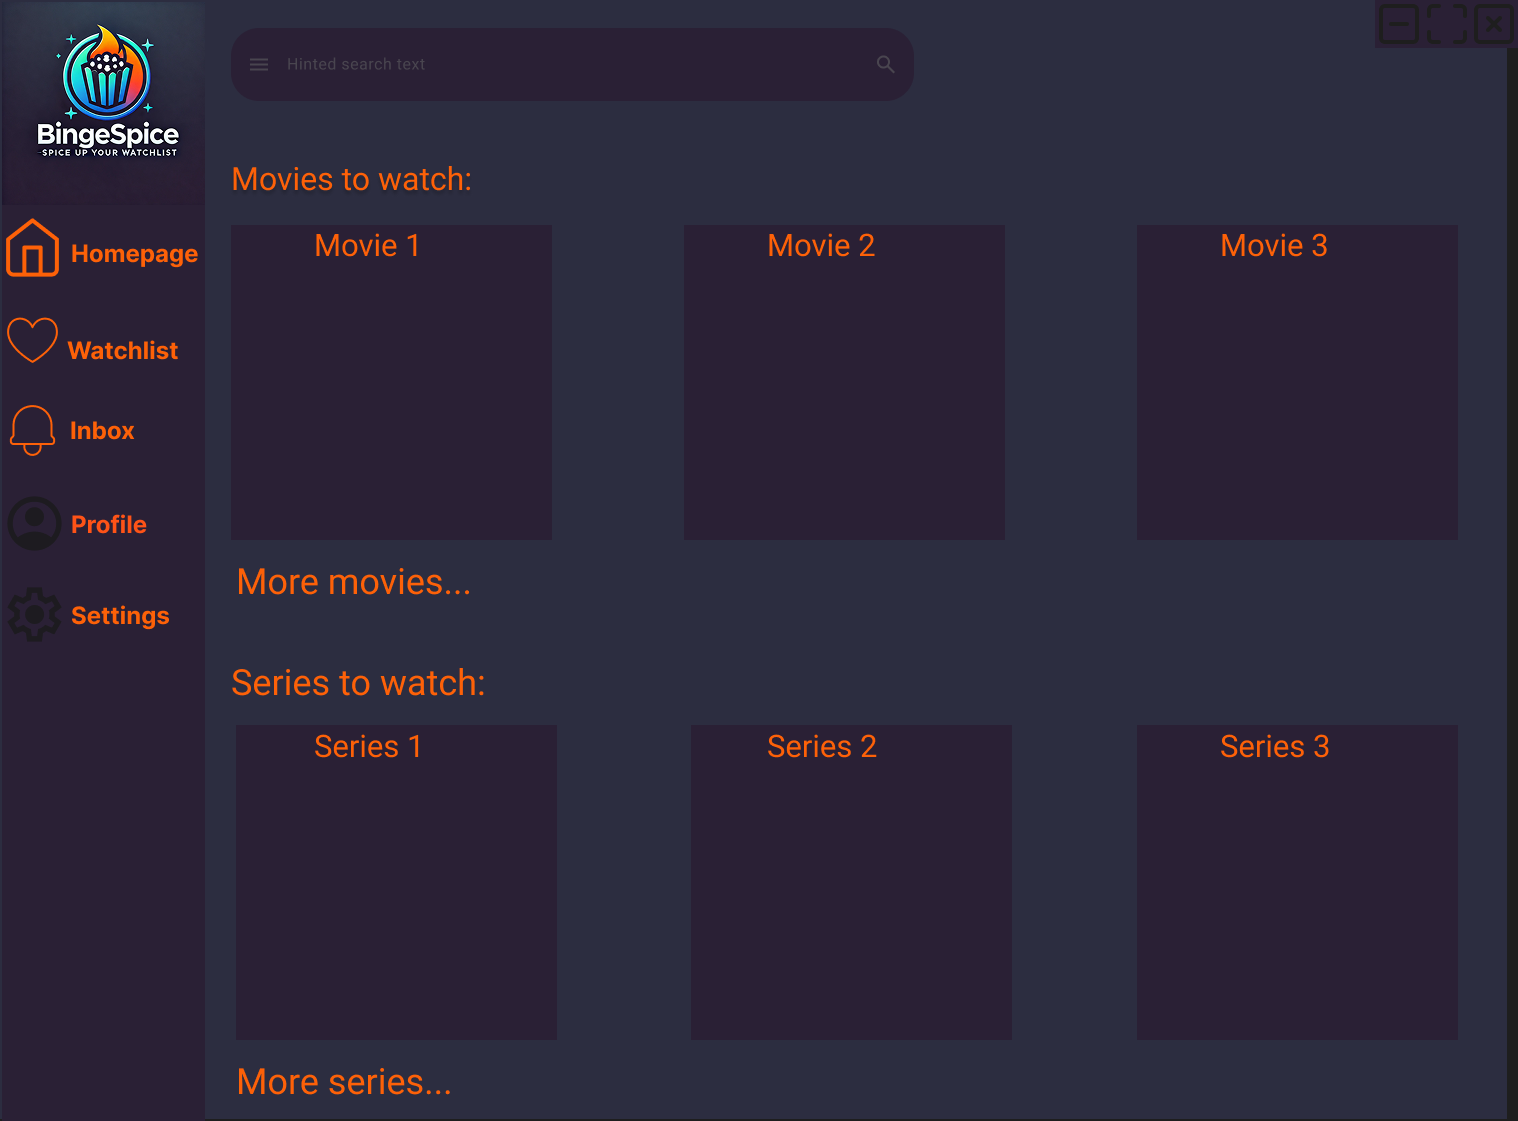 BingeSpice
SPICE UP YOUR WATCHLIST
Homepage
Watchlist
Inbox
Profile
Settings
Hinted search text
Movies to watch:
Movie 1
Movie 2
Movie 3
More movies...
Series to watch:
Series 1
Series 2
Series 3
More series...